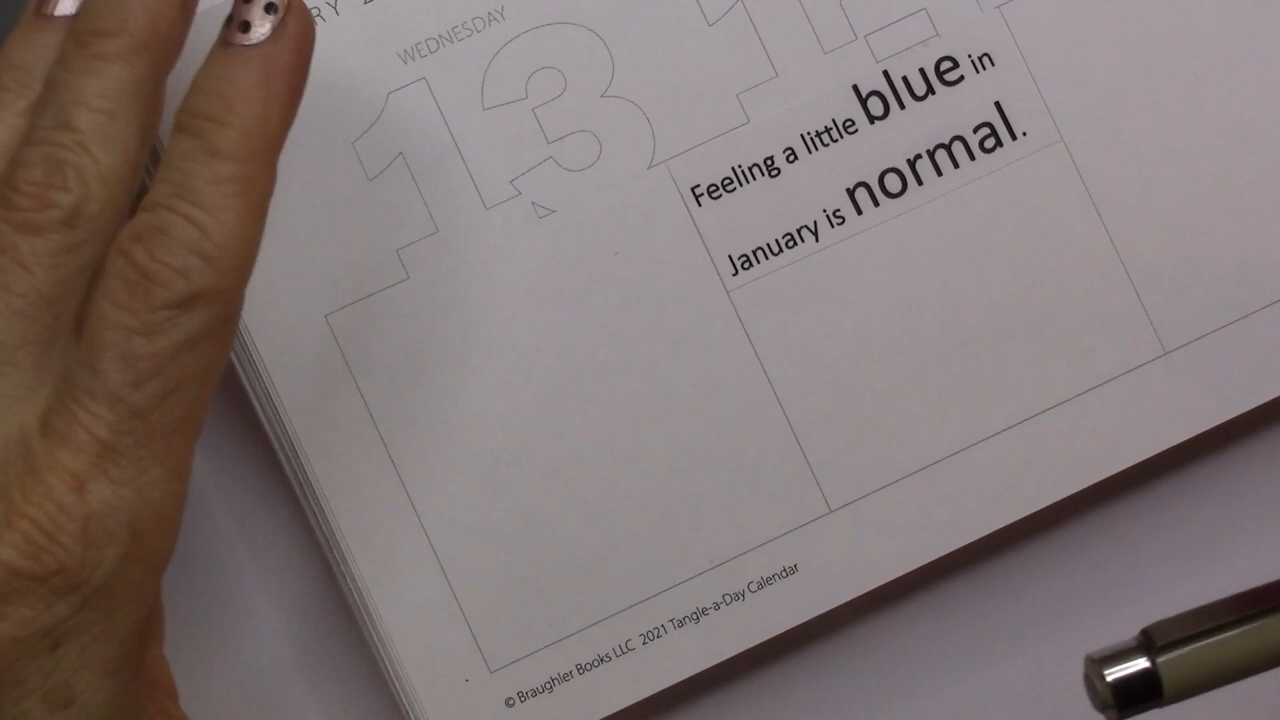 WEDNESDAY
13
Feeling a little blue in
January is normal.
© Braughler Books LLC 2021 Tangle-a-Day Calendar